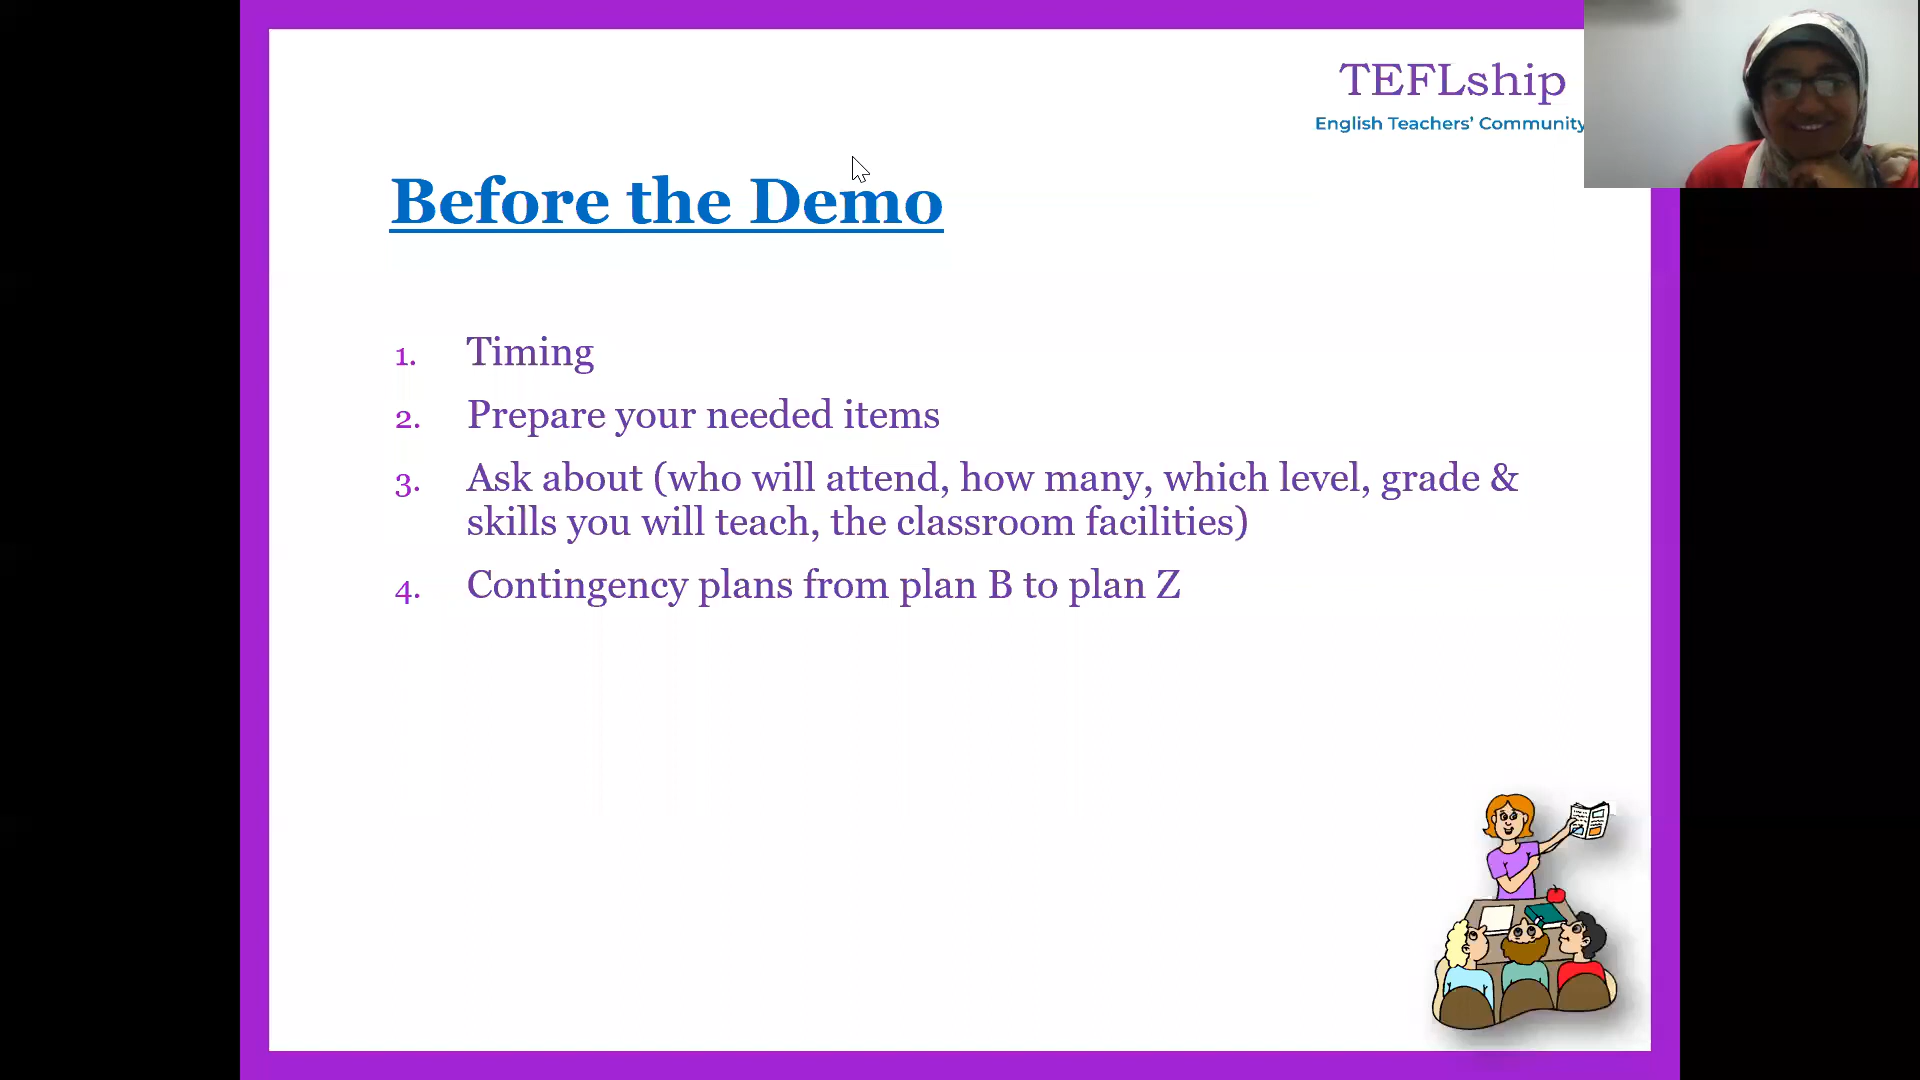 TEFLship
English Teachers' Community
Before the Demo
1. Timing
2. Prepare your needed items
3. Ask about (who will attend, how many, which level, grade &
skills you will teach, the classroom facilities)
4. Contingency plans from plan B to plan Z